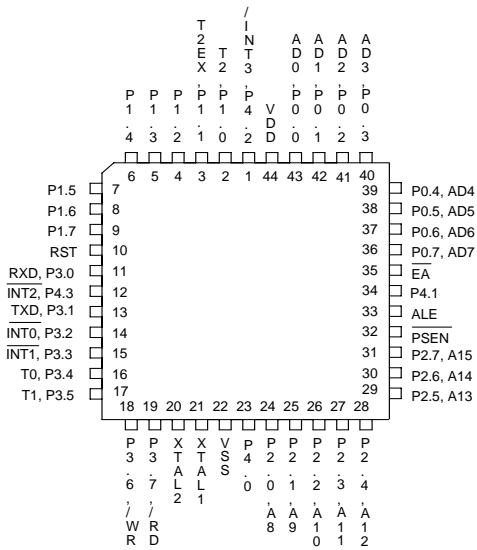 P1.4
P1.3
P1.2
T2EX,P1.1
T2,P1.0
/INT3,P4.2
VDD
AD0,P0.0
AD1,P0.1
AD2,P0.2
AD3,P0.3
6 5 4 3 2 1 44 43 42 41 40
P1.5 7
P1.6 8
P1.7 9
RST 10
RXD, P3.0 11
INT2, P4.3 12
TXD, P3.1 13
INT0, P3.2 14
INT1, P3.3 15
T0, P3.4 16
T1, P3.5 17
39 P0.4, AD4
38 P0.5, AD5
37 P0.6, AD6
36 P0.7, AD7
35 EA
34 P4.1
33 ALE
32 PSEN
31 P2.7, A15
30 P2.6, A14
29 P2.5, A13
18 19 20 21 22 23 24 25 26 27 28
P3.6,/WR
P3.7,/RD
XTAL2
XTAL1
VSS
P4.0
P2.0,A8
P2.1,A9
P2.2,A10
P2.3,A11
P2.4,A12